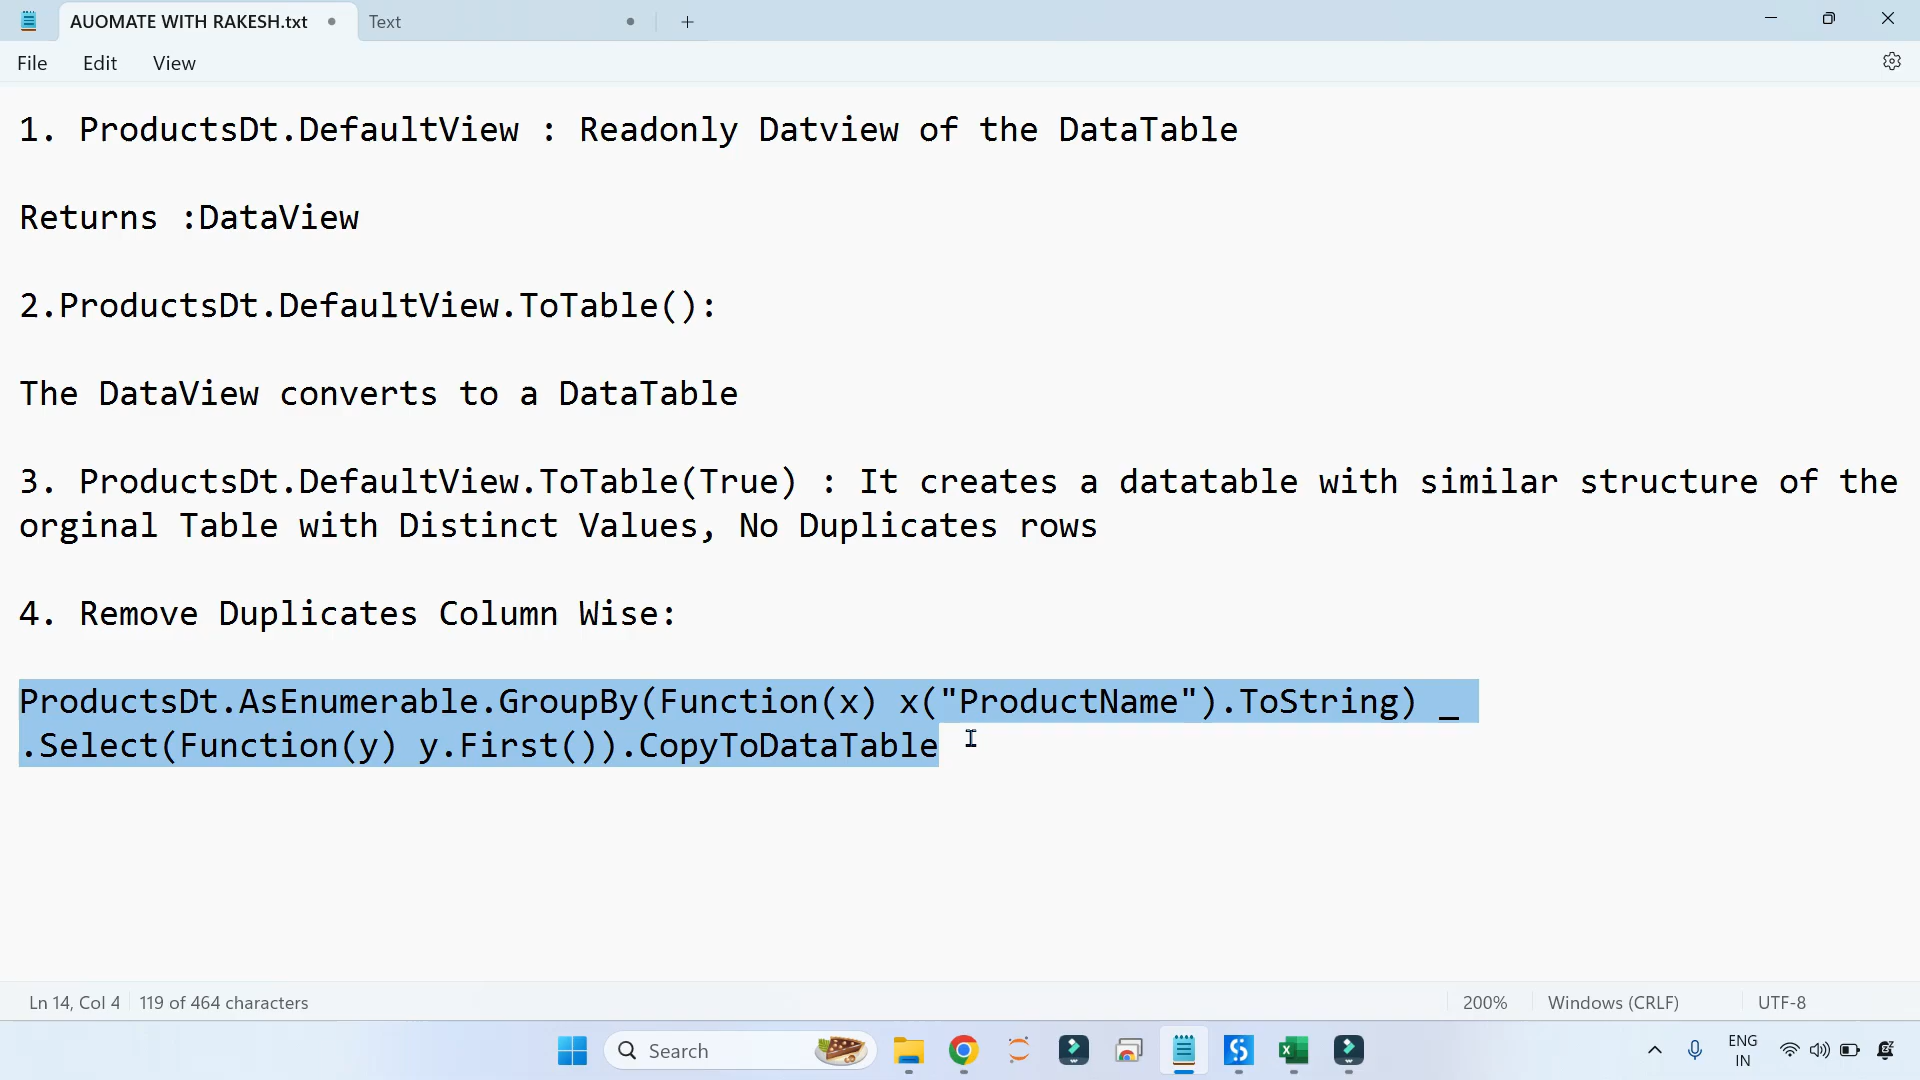 AUOMATE WITH RAKESH.txt
Text
File
Edit
View
1. ProductsDt.DefaultView : Readonly Datview of the DataTable
Returns :DataView
2.ProductsDt.DefaultView.ToTable():
The DataView converts to a DataTable
3. ProductsDt.DefaultView.ToTable(True) : It creates a datatable with similar structure of the
orginal Table with Distinct Values, No Duplicates rows
4. Remove Duplicates Column Wise:
ProductsDt.AsEnumerable.GroupBy(Function(x) x("ProductName").ToString) _
.Select(Function(y) y.First()).CopyToDataTable
Ln 14, Col 4
119 of 464 characters
200%
Windows (CRLF)
UTF-8
Search
ENG
IN